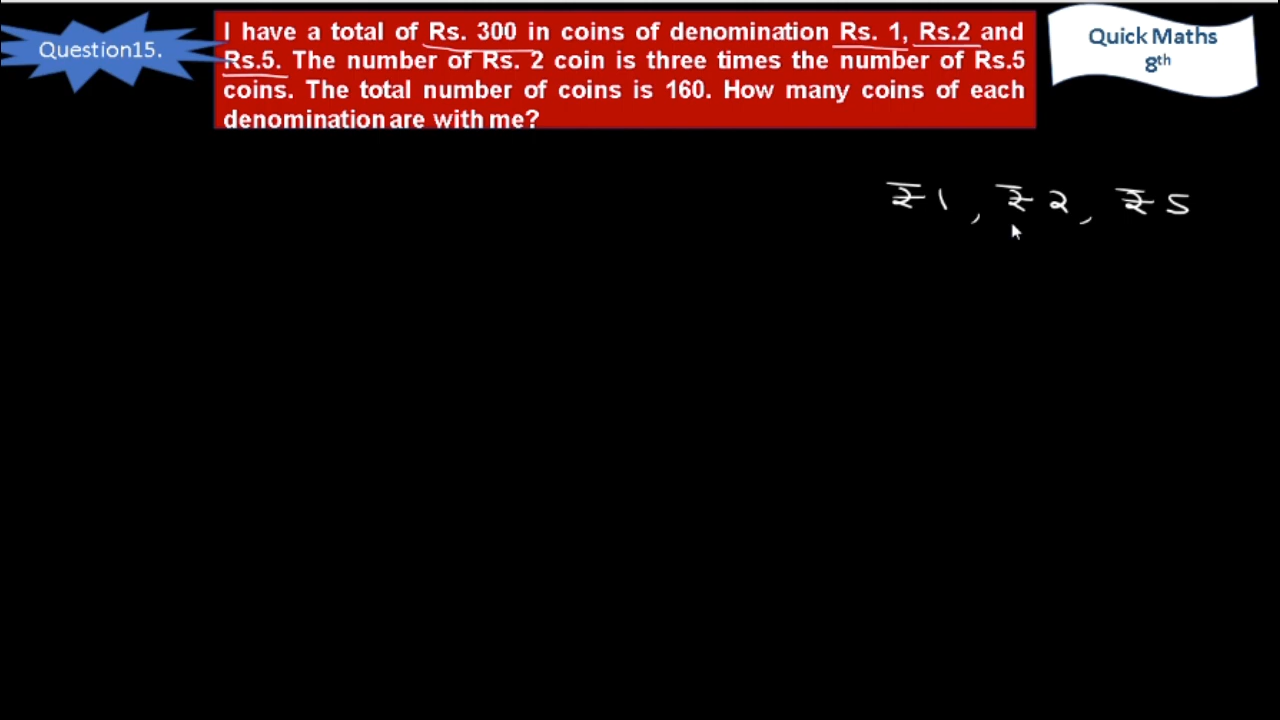 Question15.
I have a total of Rs. 300 in coins of denomination Rs. 1, Rs.2 and
Rs.5. The number of Rs. 2 coin is three times the number of Rs.5
coins. The total number of coins is 160. How many coins of each
denomination are with me?
Quick Maths
8th
₹1, ₹2, ₹5